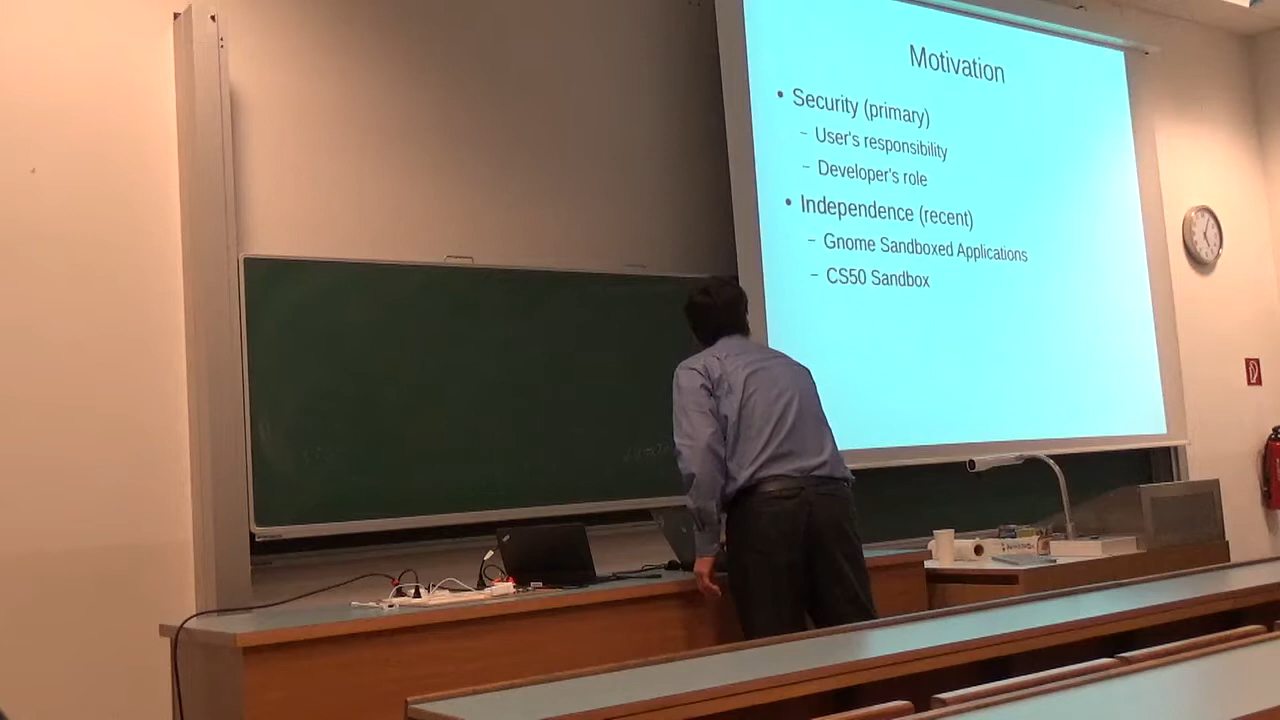 Motivation
• Security (primary)
– User's responsibility
– Developer's role
• Independence (recent)
– Gnome Sandboxed Applications
– CS50 Sandbox